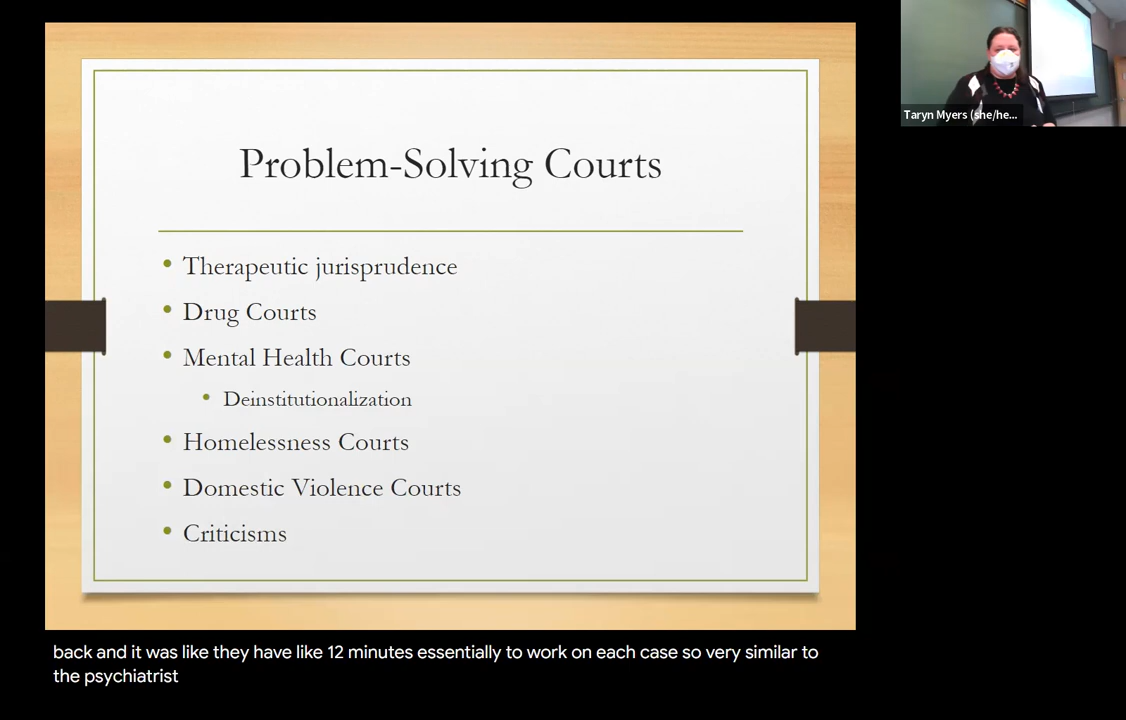 Problem-Solving Courts
Therapeutic jurisprudence
Drug Courts
Mental Health Courts
Deinstitutionalization
Homelessness Courts
Domestic Violence Courts
Criticisms
Taryn Myers (she/he...
back and it was like they have like 12 minutes essentially to work on each case so very similar to
the psychiatrist